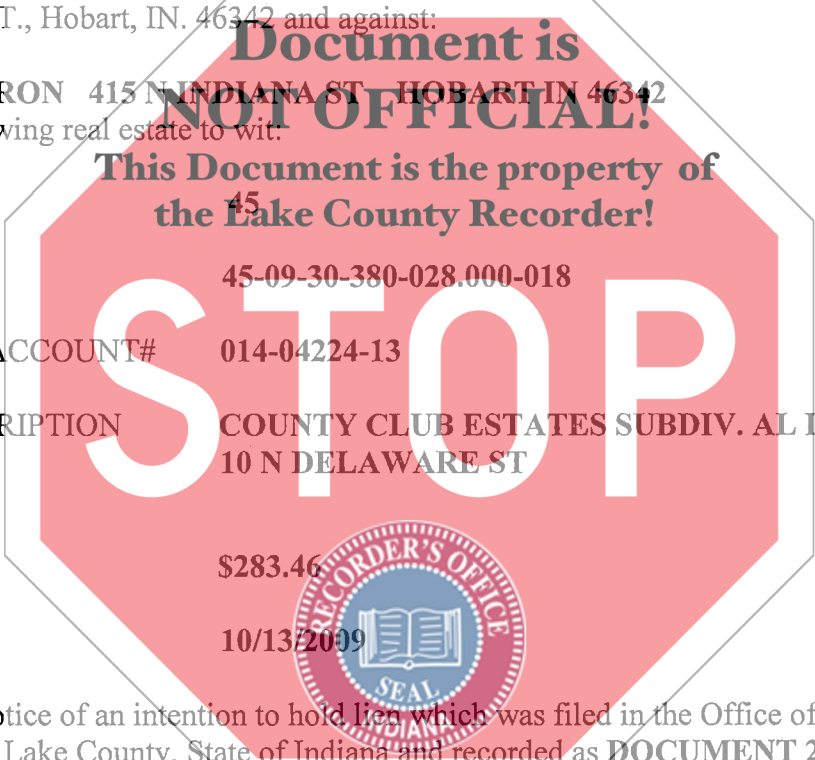 T., Hobart, IN. 46342 and against:
Document is
RON 415 N INDIANA ST HOBART IN 46342
NOT OFFICIAL!
wing real estate to wit:
This Document is the property of
45
the Lake County Recorder!
45-09-30-380-028.000-018
STOP
ACCOUNT# 014-04224-13
RIPTION COUNTY CLUB ESTATES SUBDIV. AL
10 N DELAWARE ST
$283.46
RECORDER'S OFFICE
10/13/2009
SEAL
INDIANA
otice of an intention to hold lien which was filed in the Office of
Lake County, State of Indiana and recorded as DOCUMENT 2